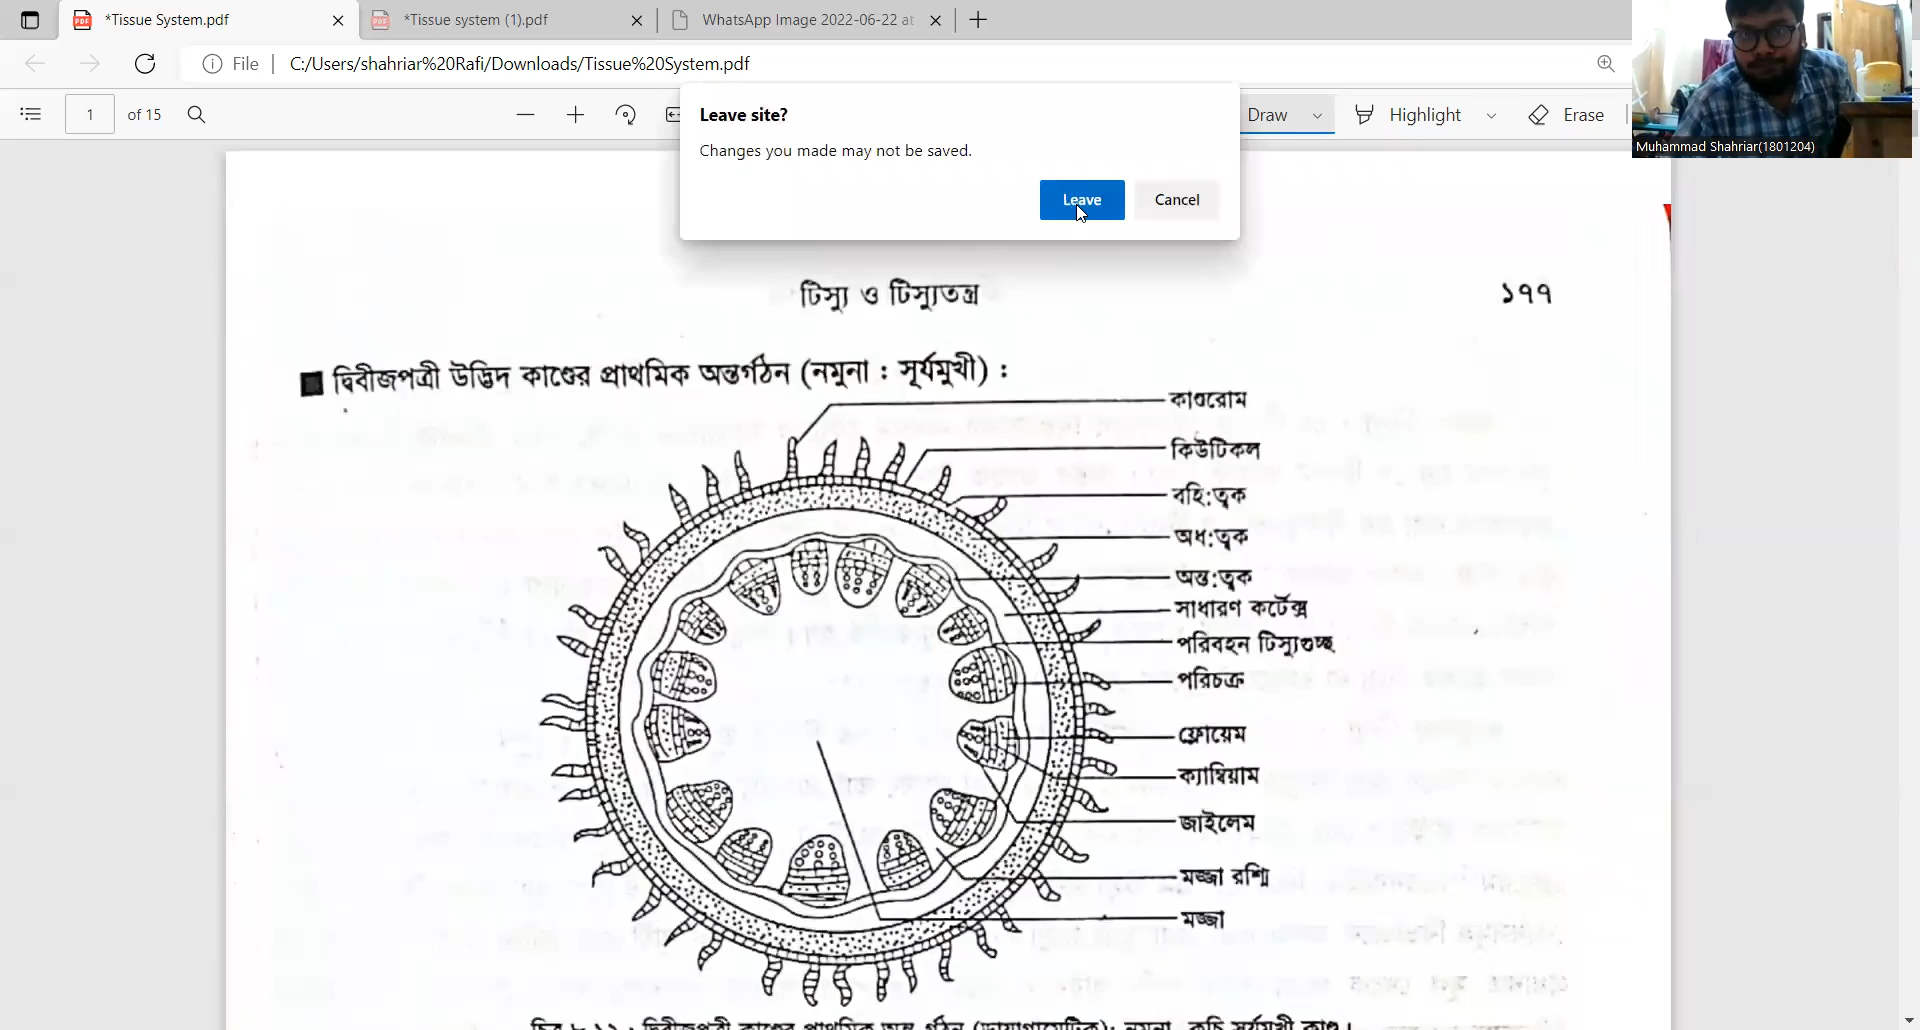 *Tissue System.pdf
*Tissue system (1).pdf
WhatsApp Image 2022-06-22 at
File
C:/Users/shahriar%20Rafi/Downloads/Tissue%20System.pdf
1 of 15
Draw
Highlight
Erase
Leave site?
Changes you made may not be saved.
Leave
Cancel
Muhammad Shahriar(1801204)
টিস্যু ও টিস্যুতন্ত্র
১৭৭
দ্বিবীজপত্রী উদ্ভিদ কাণ্ডের প্রাথমিক অন্তর্গঠন (নমুনা : সূর্যমুখী) :
কাণ্ডরোম
কিউটিকল
বহি:ত্বক
অধ:ত্বক
অন্ত:ত্বক
সাধারণ কর্টেক্স
পরিবহন টিস্যুগুচ্ছ
পরিচক্র
ফ্লোয়েম
ক্যাম্বিয়াম
জাইলেম
মজ্জা রশ্মি
মজ্জা